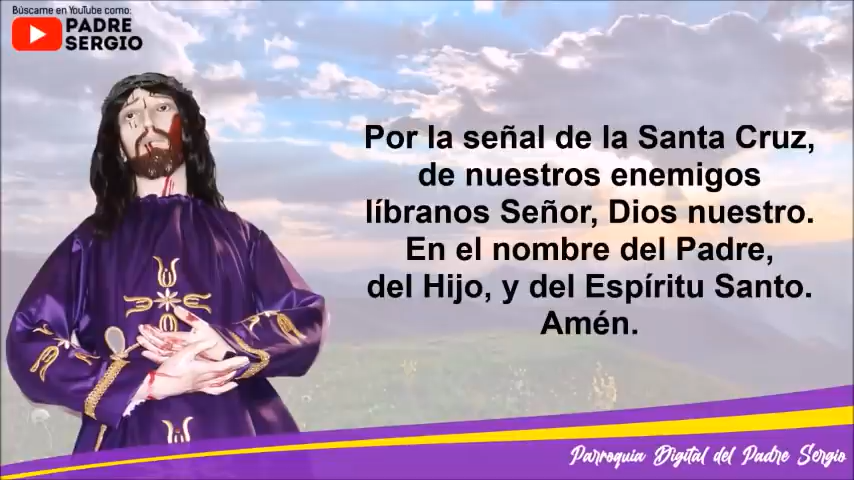 Búscame en YouTube como:
PADRE
SERGIO
Por la señal de la Santa Cruz,
de nuestros enemigos
líbranos Señor, Dios nuestro.
En el nombre del Padre,
del Hijo, y del Espíritu Santo.
Amén.
Parroquia Digital del Padre Sergio